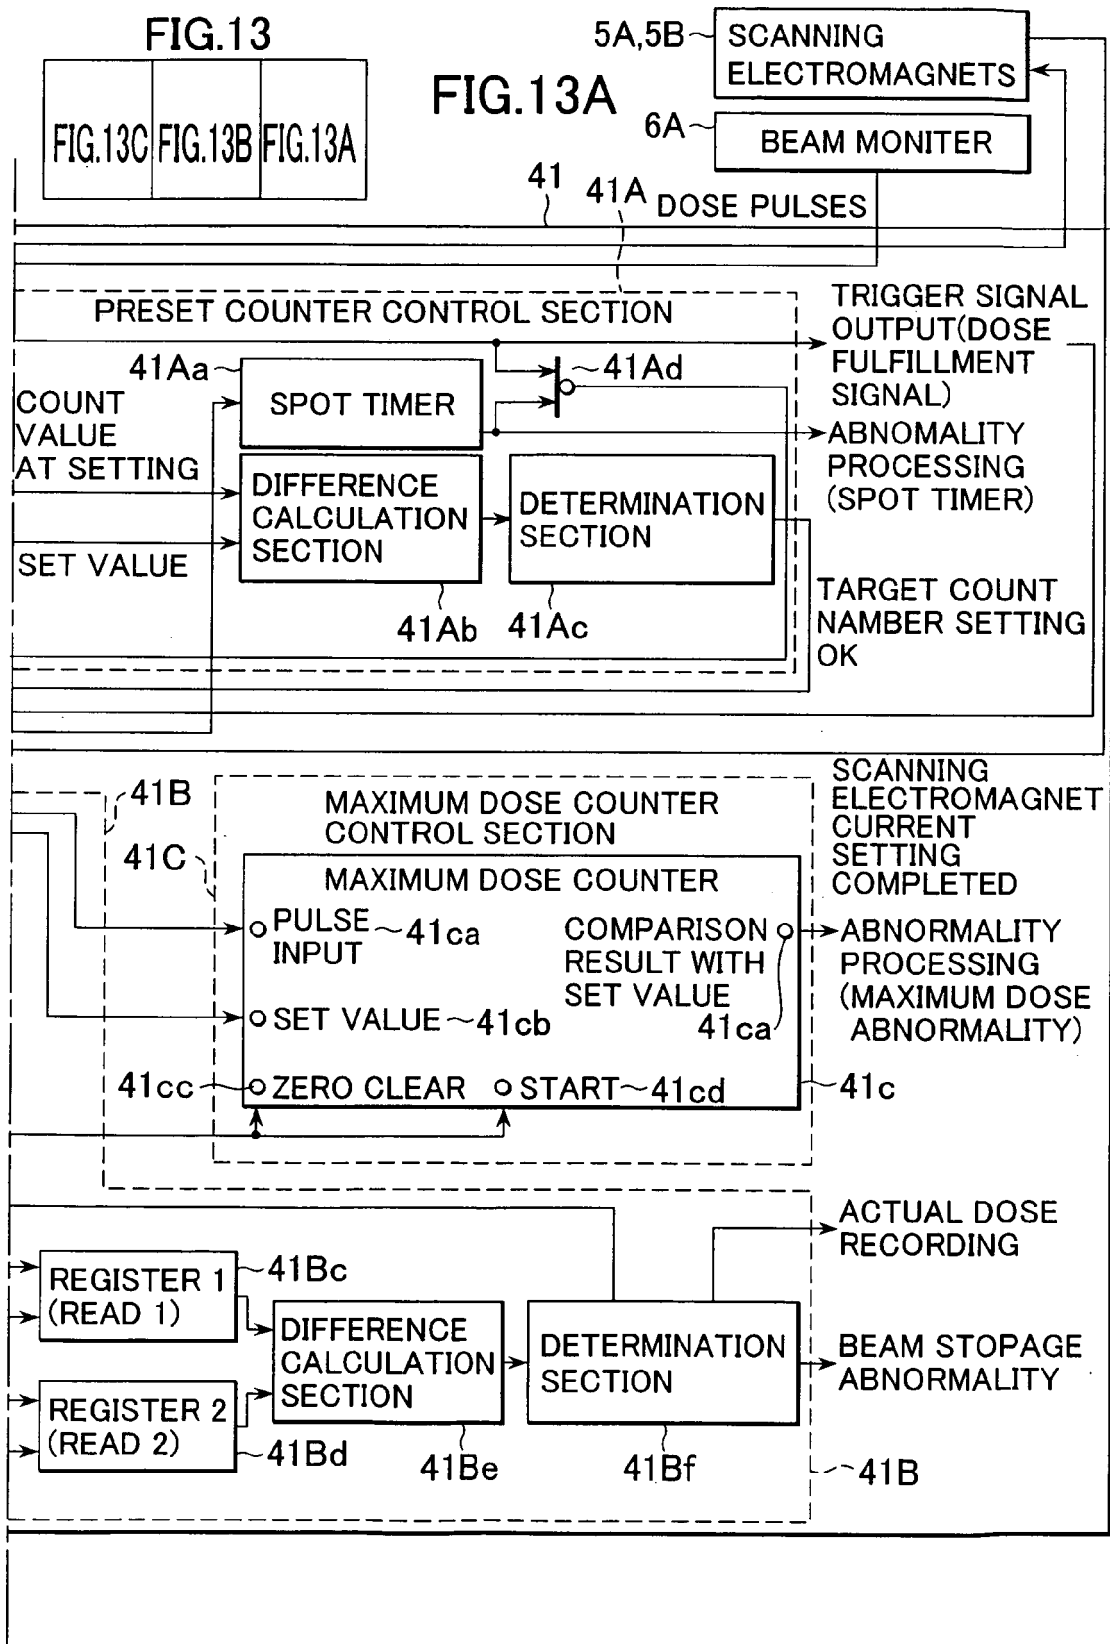 FIG.13
FIG.13C
FIG.13B
FIG.13A
FIG.13A
5A,5B
SCANNING
ELECTROMAGNETS
6A
BEAM MONITER
41
41A
DOSE PULSES
PRESET COUNTER CONTROL SECTION
TRIGGER SIGNAL
OUTPUT(DOSE
FULFILLMENT
SIGNAL)
41Aa
SPOT TIMER
41Ad
COUNT
VALUE
AT SETTING
ABNOMALITY
PROCESSING
(SPOT TIMER)
DIFFERENCE
CALCULATION
SECTION
DETERMINATION
SECTION
SET VALUE
41Ab
41Ac
TARGET COUNT
NAMBER SETTING
OK
SCANNING
ELECTROMAGNET
CURRENT
SETTING
COMPLETED
41B
MAXIMUM DOSE COUNTER
CONTROL SECTION
41C
MAXIMUM DOSE COUNTER
PULSE
INPUT
41ca
COMPARISON
RESULT WITH
SET VALUE
41ca
ABNORMALITY
PROCESSING
(MAXIMUM DOSE
ABNORMALITY)
SET VALUE
41cb
41cc
ZERO CLEAR
START
41cd
41c
ACTUAL DOSE
RECORDING
REGISTER 1
(READ 1)
41Bc
DIFFERENCE
CALCULATION
SECTION
DETERMINATION
SECTION
BEAM STOPAGE
ABNORMALITY
REGISTER 2
(READ 2)
41Bd
41Be
41Bf
41B